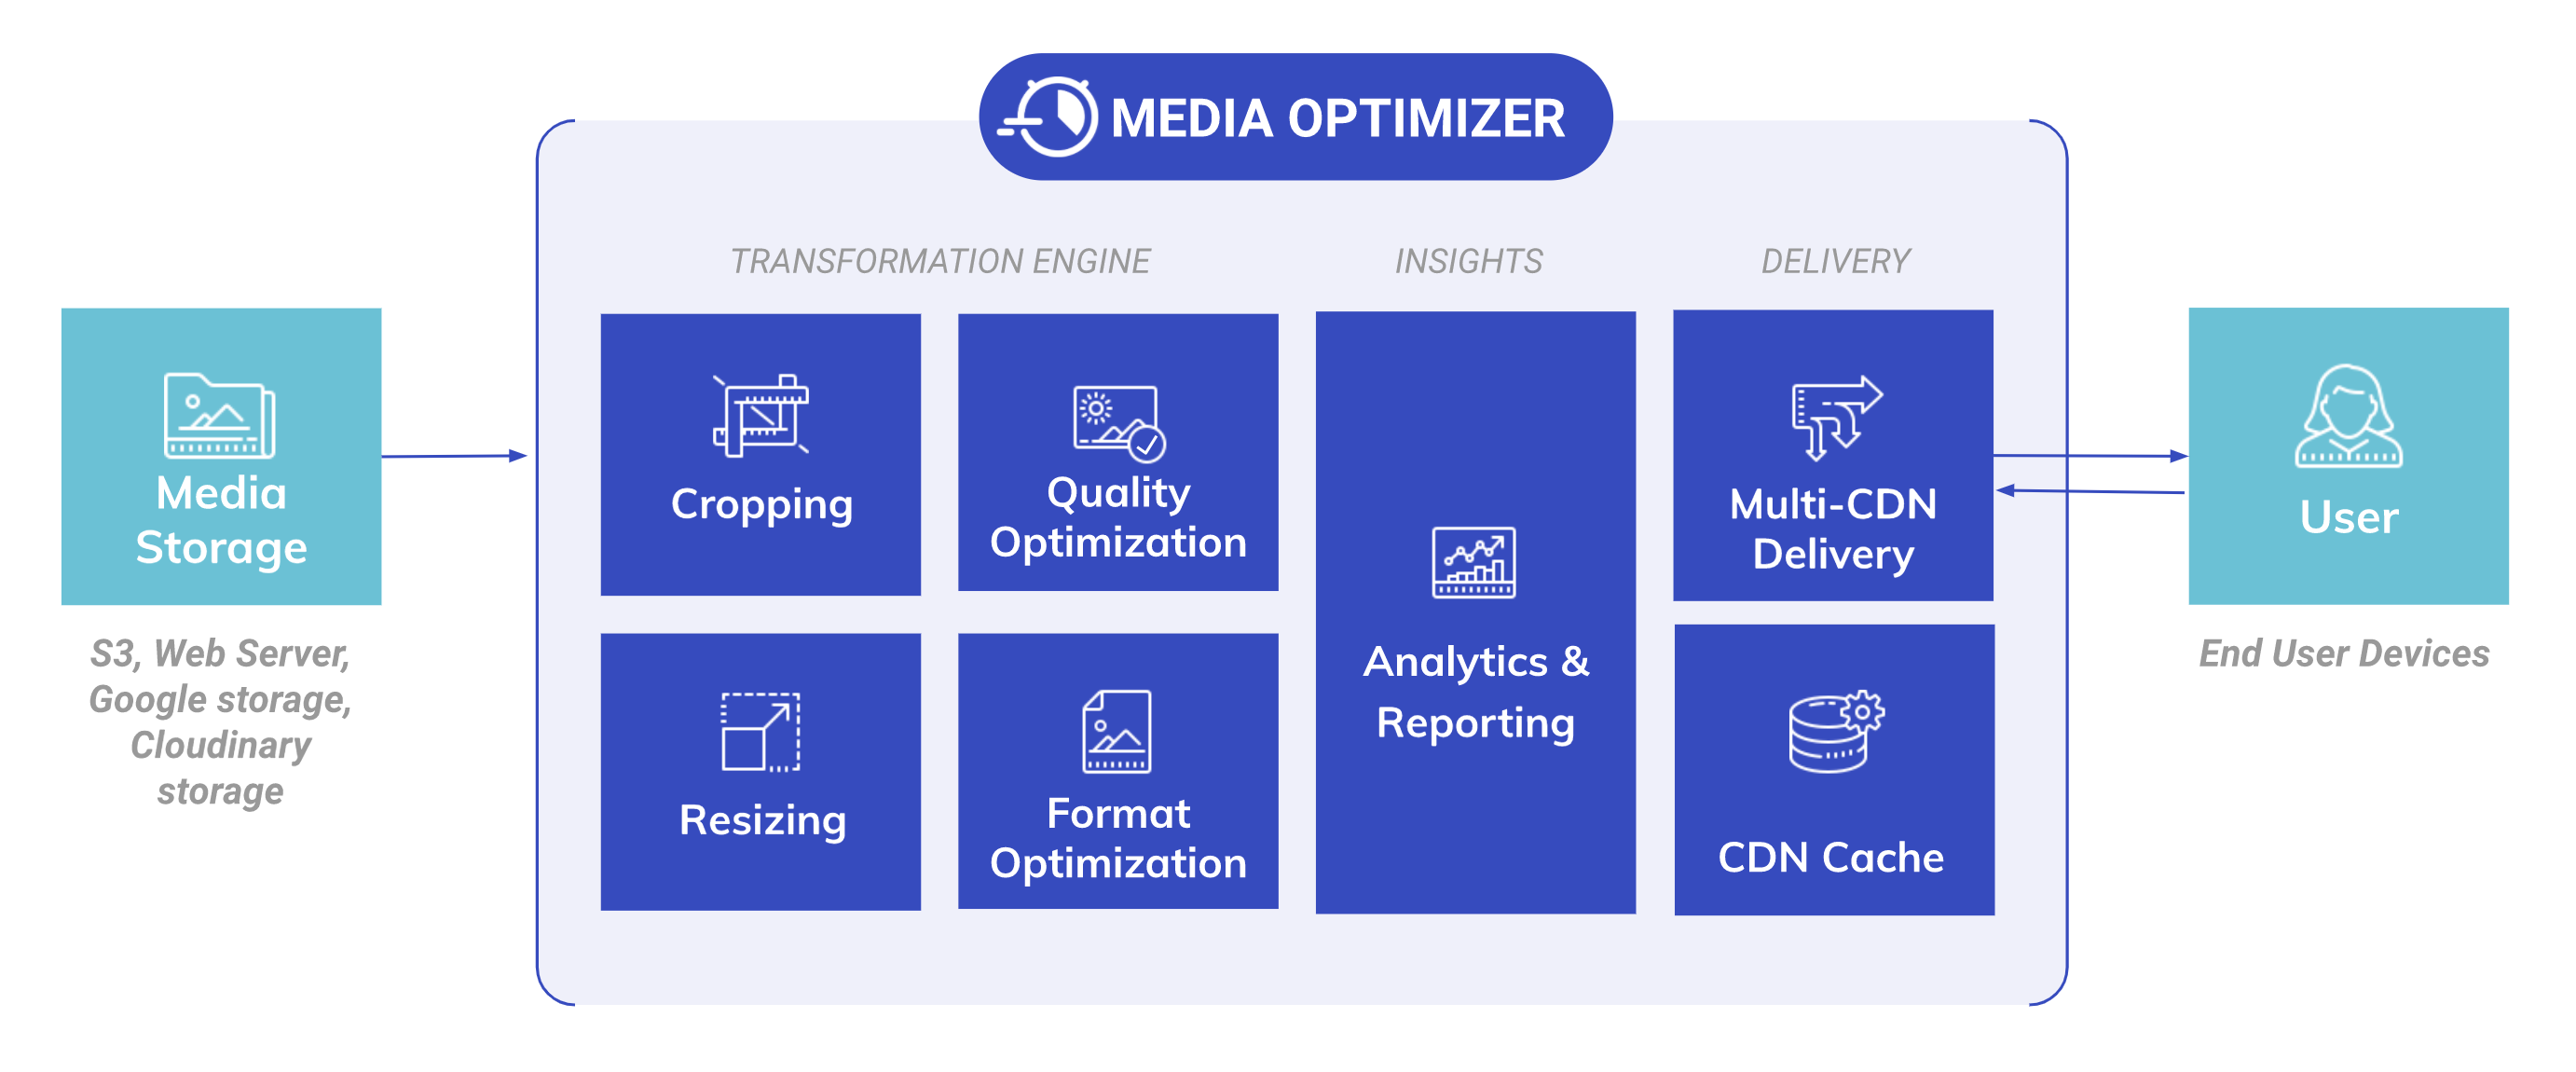 MEDIA OPTIMIZER
TRANSFORMATION ENGINE
INSIGHTS
DELIVERY
Media
Storage
S3, Web Server,
Google storage,
Cloudinary
storage
Cropping
Quality
Optimization
Resizing
Format
Optimization
Analytics &
Reporting
Multi-CDN
Delivery
CDN Cache
User
End User Devices